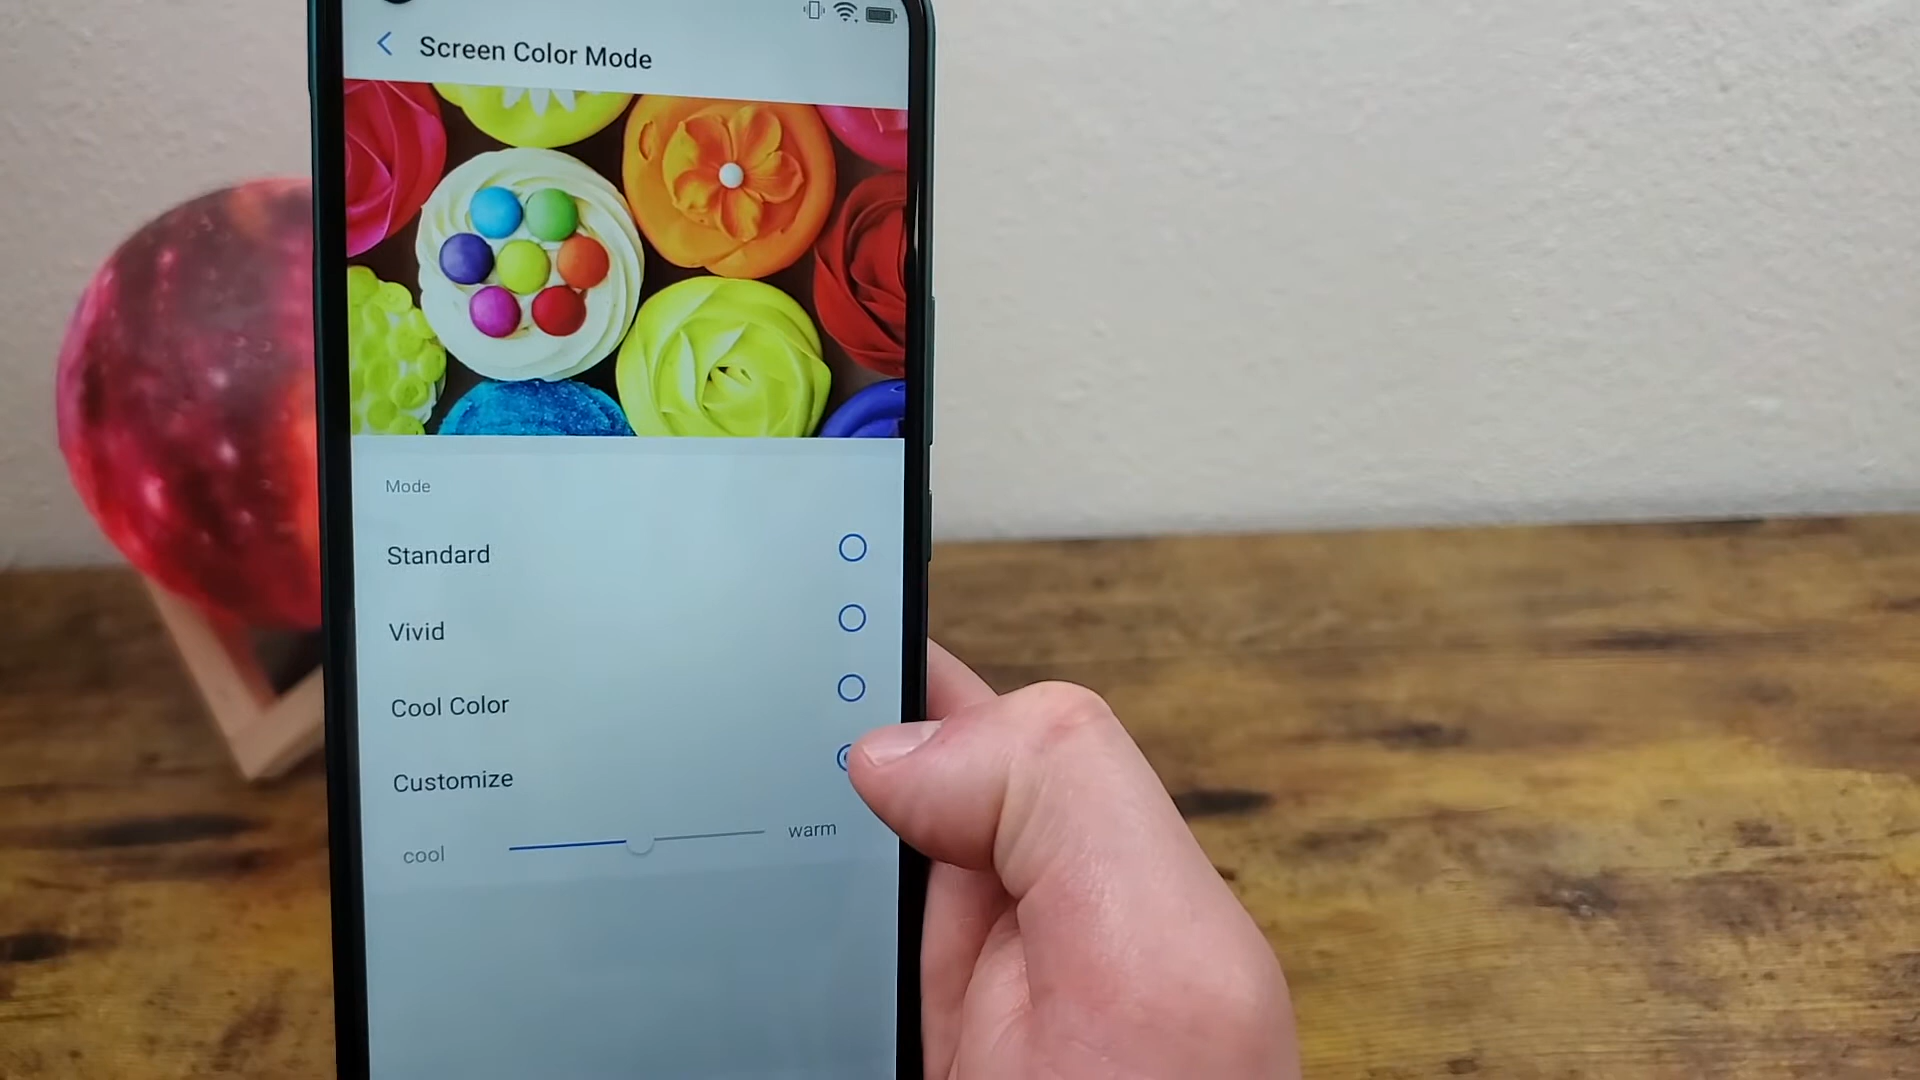 Screen Color Mode
Mode
Standard
Vivid
Cool Color
Customize
cool
warm